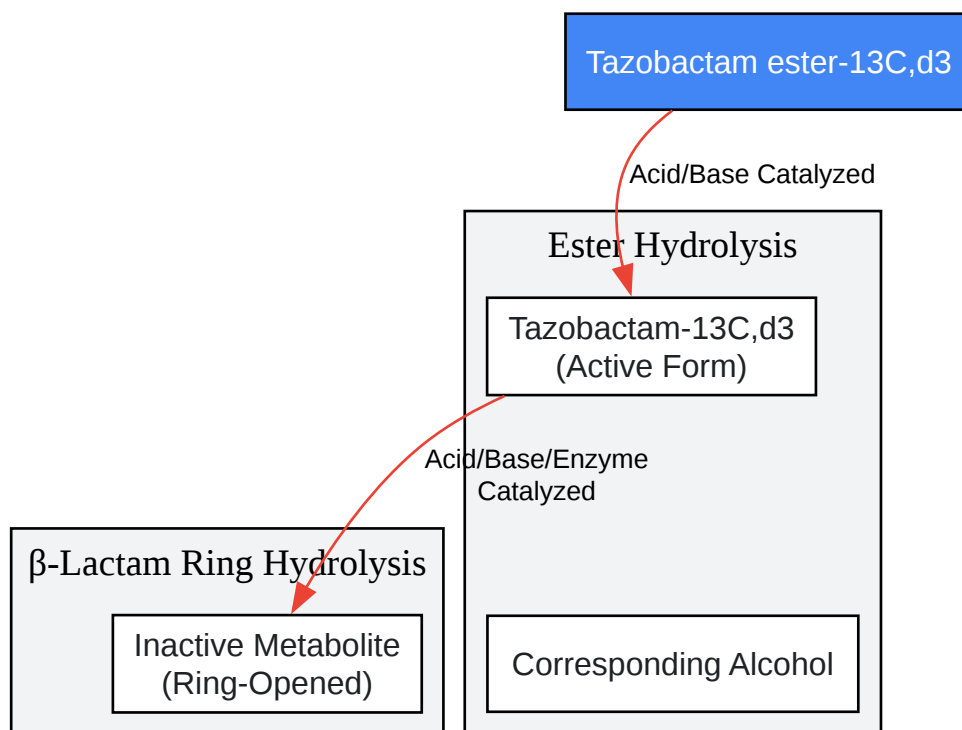 Tazobactam ester-13C,d3
Acid/Base Catalyzed
Ester Hydrolysis
Tazobactam-13C,d3
(Active Form)
Acid/Base/Enzyme
Catalyzed
β-Lactam Ring Hydrolysis
Inactive Metabolite
(Ring-Opened)
Corresponding Alcohol